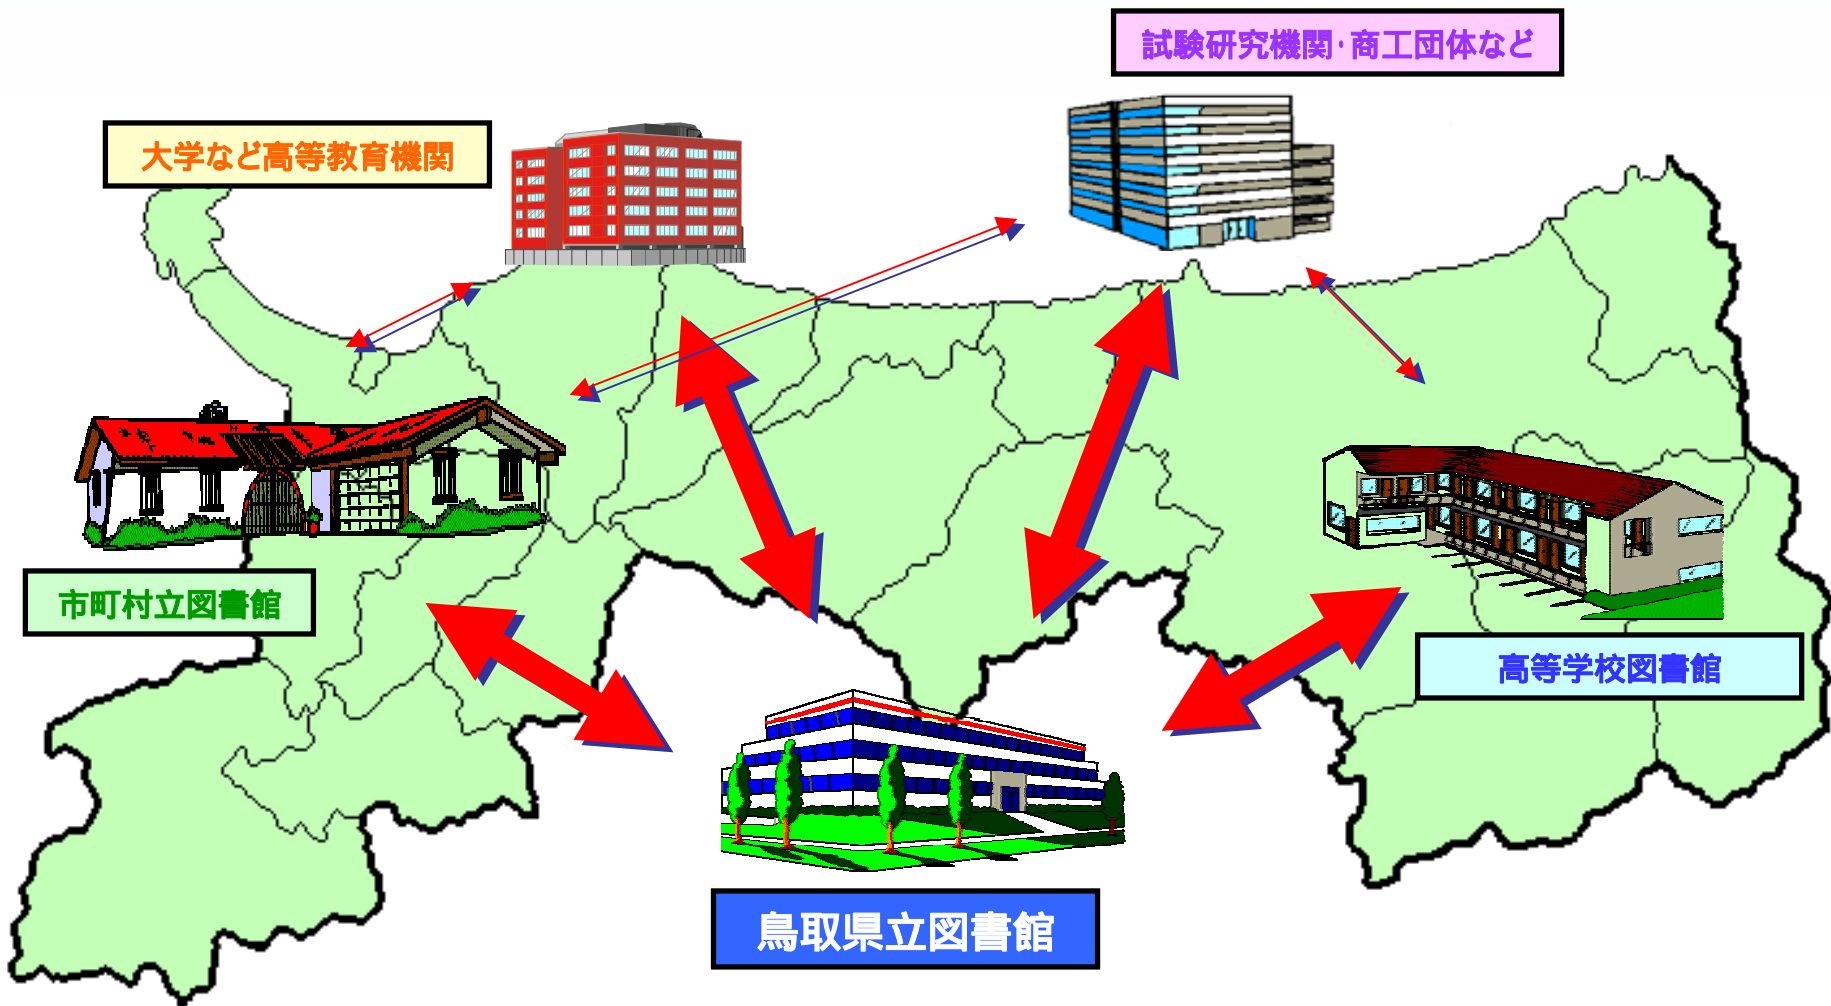 試験研究機関・商工団体など
大学など高等教育機関
市町村立図書館
高等学校図書館
鳥取県立図書館